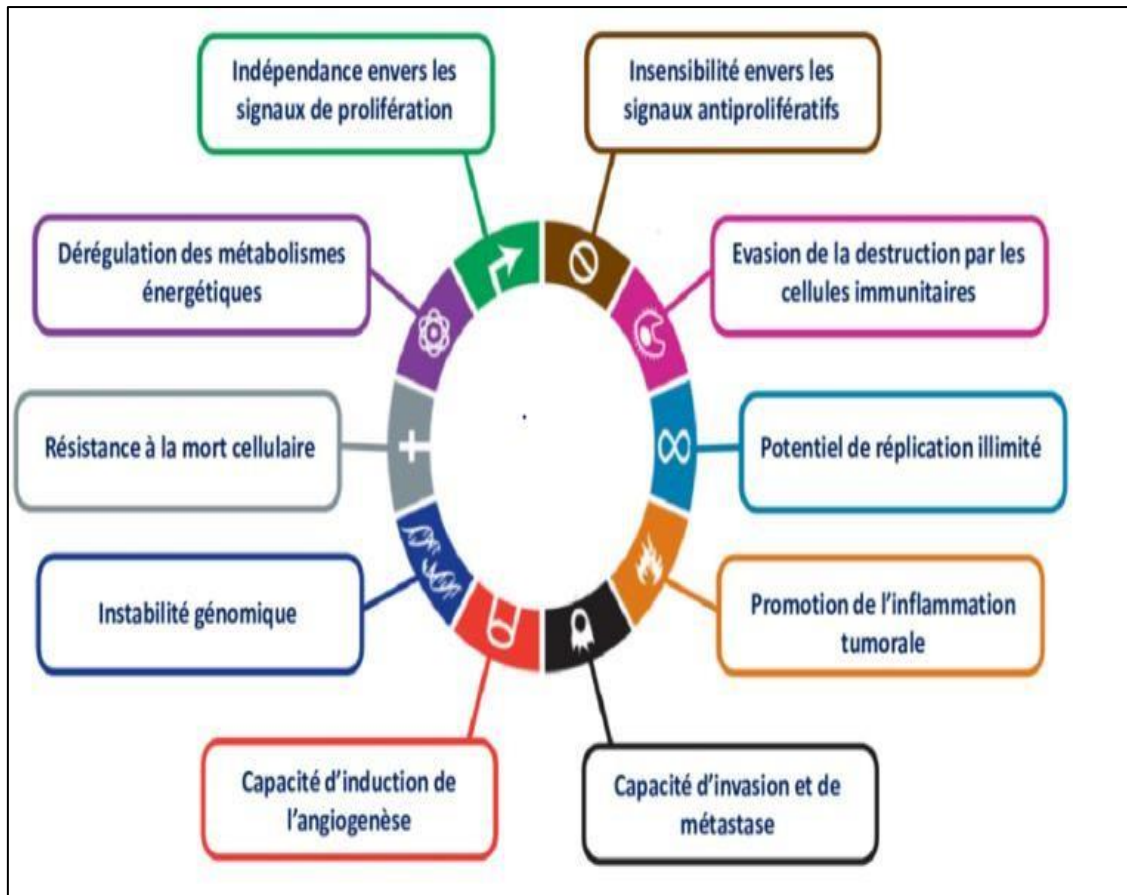 Indépendance envers les
signaux de prolifération
Insensibilité envers les
signaux antiprolifératifs
Dérégulation des métabolismes
énergétiques
Evasion de la destruction par les
cellules immunitaires
Résistance à la mort cellulaire
Potentiel de réplication illimité
Instabilité génomique
Promotion de l'inflammation
tumorale
Capacité d'induction de
l'angiogenèse
Capacité d'invasion et de
métastase